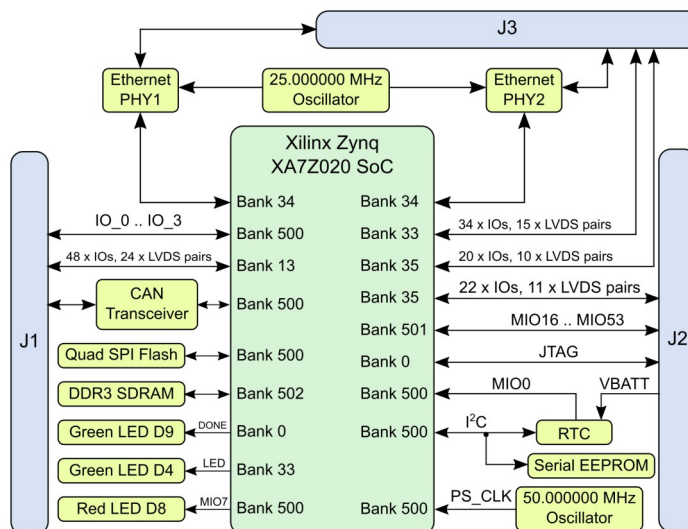 J3
Ethernet
PHY1
25.000000 MHz
Oscillator
Ethernet
PHY2
Xilinx Zynq
XA7Z020 SoC
Bank 34
Bank 34
IO_0 .. IO_3
Bank 500
Bank 33
34 x IOs, 15 x LVDS pairs
48 x IOs, 24 x LVDS pairs
Bank 13
Bank 35
20 x IOs, 10 x LVDS pairs
CAN
Transceiver
Bank 500
Bank 35
22 x IOs, 11 x LVDS pairs
Bank 501
MIO16 .. MIO53
J1
J2
Quad SPI Flash
Bank 500
Bank 0
JTAG
DDR3 SDRAM
Bank 502
Bank 500
MIO0
VBATT
Green LED D9
DONE
Bank 0
Bank 500
I²C
RTC
Green LED D4
LED
Bank 33
Serial EEPROM
Red LED D8
MIO7
Bank 500
Bank 500
PS_CLK
50.000000 MHz
Oscillator